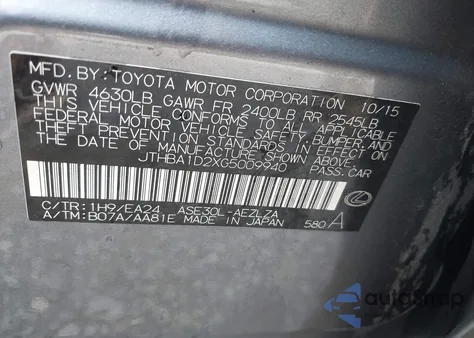 MFD. BY: TOYOTA MOTOR CORPORATION 10/15
GVWR 4630LB GAWR FR 2400LB RR 2545LB
THIS VEHICLE CONFORMS TO ALL APPLICABLE
FEDERAL MOTOR VEHICLE SAFETY, BUMPER, AND
THEFT PREVENTION STANDARDS IN EFFECT ON
THE DATE OF MANUFACTURE SHOWN ABOVE.
JTHBA1D2XG5009940 PASS. CAR
C/TR: 1H9/EA24 ASE30L-AEZLZA
A/TM: B07A/AA81E MADE IN JAPAN 580 A
autosnap